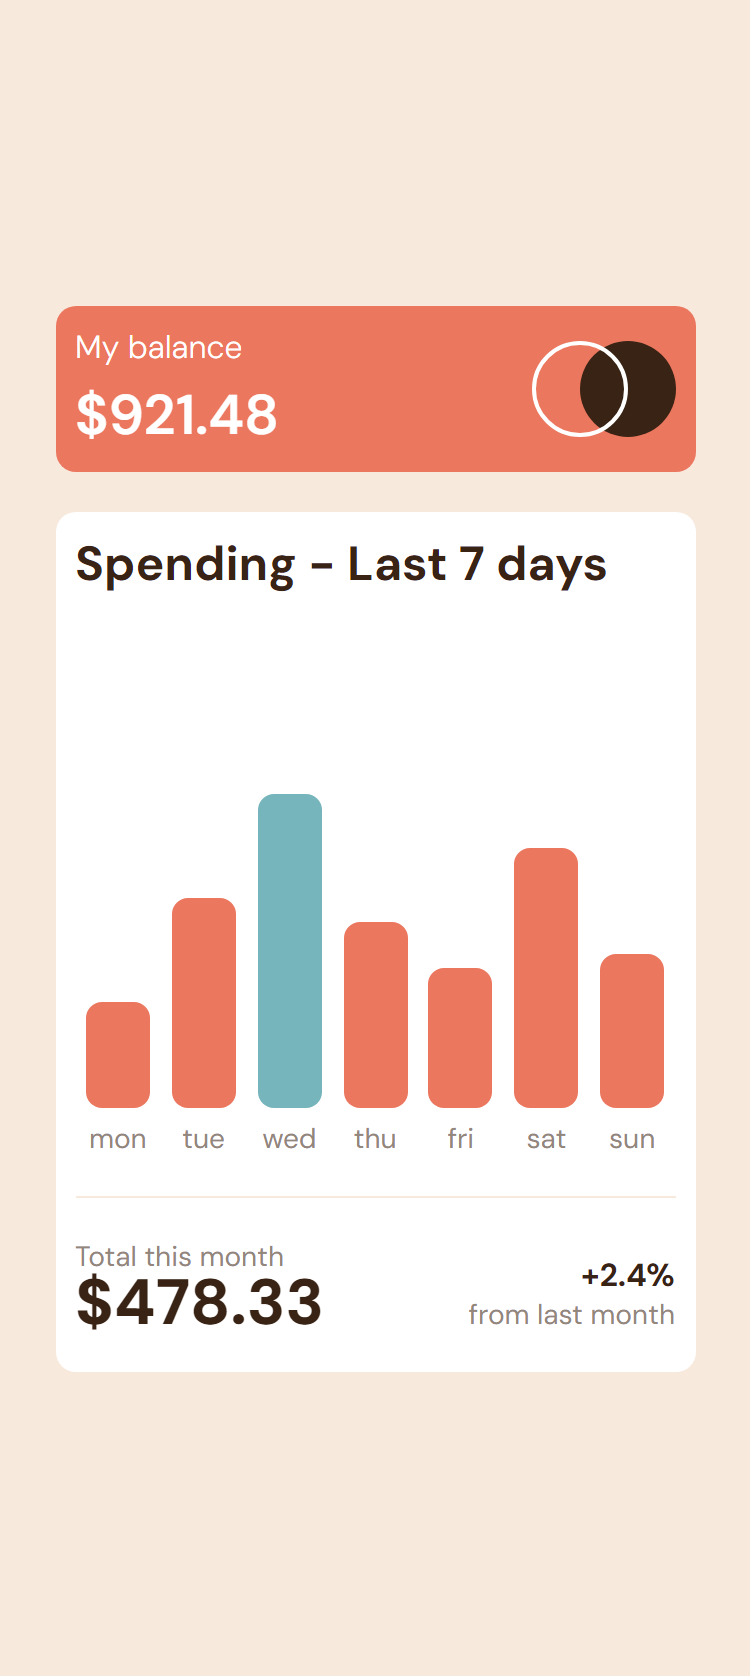 My balance
$921.48
Spending - Last 7 days
mon tue wed thu fri sat sun
Total this month
$478.33
+2.4%
from last month